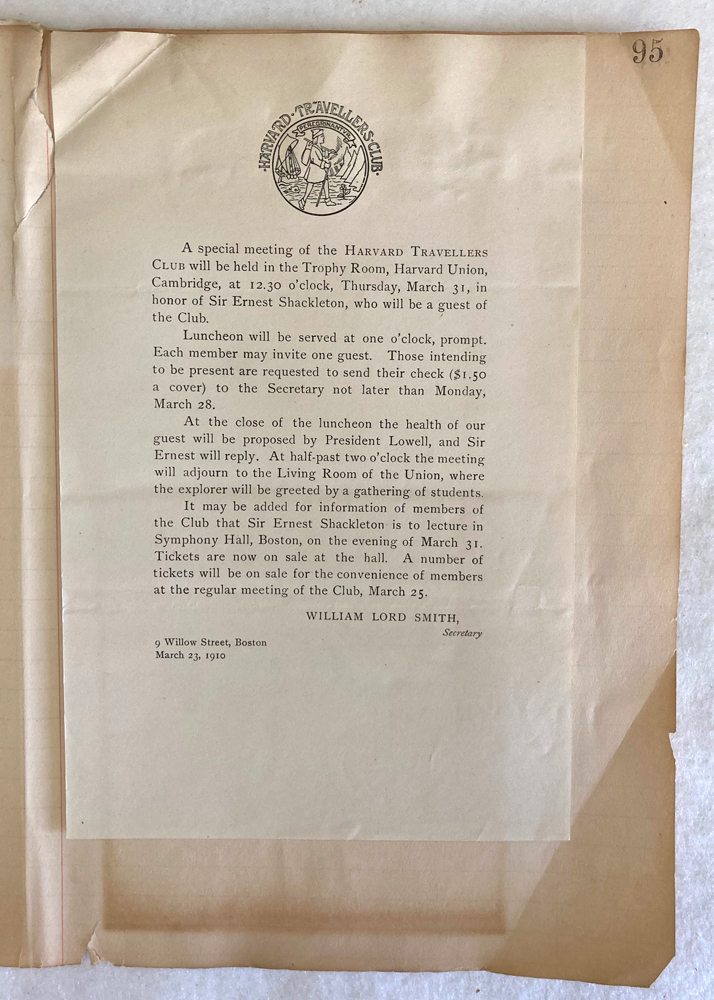 95
HARVARD·TRAVELLERS·CLUB·
A special meeting of the HARVARD TRAVELLERS
CLUB will be held in the Trophy Room, Harvard Union,
Cambridge, at 12.30 o'clock, Thursday, March 31, in
honor of Sir Ernest Shackleton, who will be a guest of
the Club.
Luncheon will be served at one o'clock, prompt.
Each member may invite one guest. Those intending
to be present are requested to send their check ($1.50
a cover) to the Secretary not later than Monday,
March 28.
At the close of the luncheon the health of our
guest will be proposed by President Lowell, and Sir
Ernest will reply. At half-past two o'clock the meeting
will adjourn to the Living Room of the Union, where
the explorer will be greeted by a gathering of students.
It may be added for information of members of
the Club that Sir Ernest Shackleton is to lecture in
Symphony Hall, Boston, on the evening of March 31.
Tickets are now on sale at the hall. A number of
tickets will be on sale for the convenience of members
at the regular meeting of the Club, March 25.
WILLIAM LORD SMITH,
Secretary
9 Willow Street, Boston
March 23, 1910